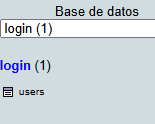 Base de datos
login (1)
login (1)
users